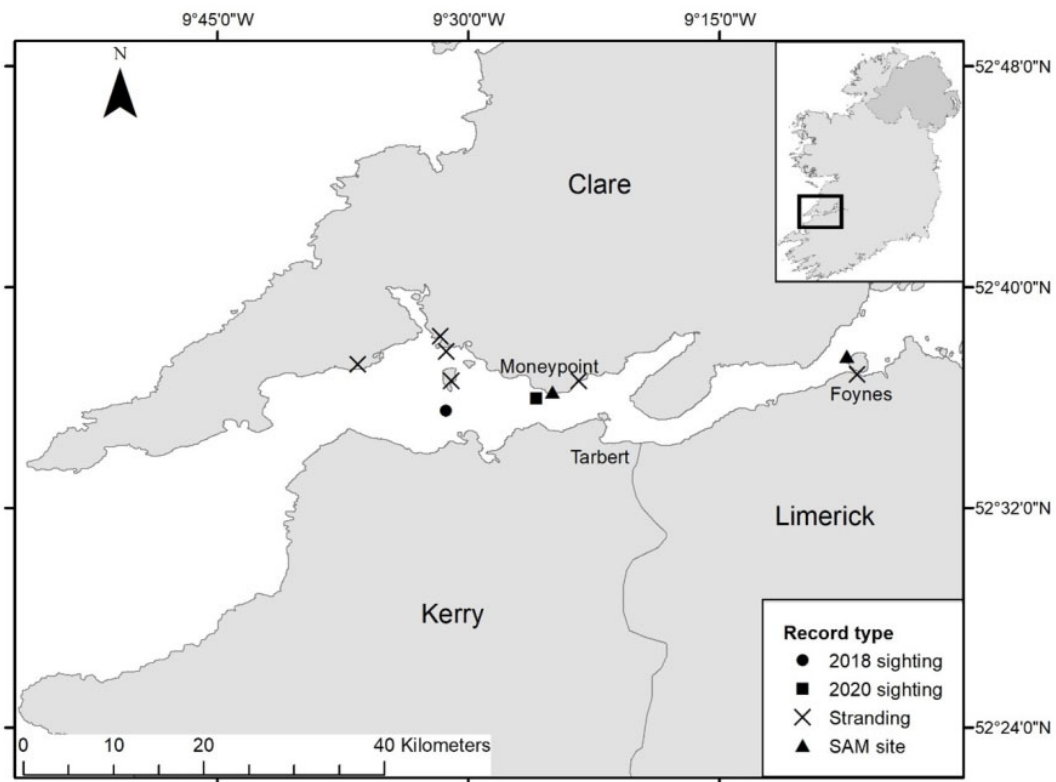 9°45'0"W 9°30'0"W 9°15'0"W
N
52°48'0"N
Clare
52°40'0"N
Moneypoint
Foynes
Tarbert
52°32'0"N
Limerick
Kerry
Record type
2018 sighting
2020 sighting
Stranding
SAM site
52°24'0"N
0 10 20 40 Kilometers